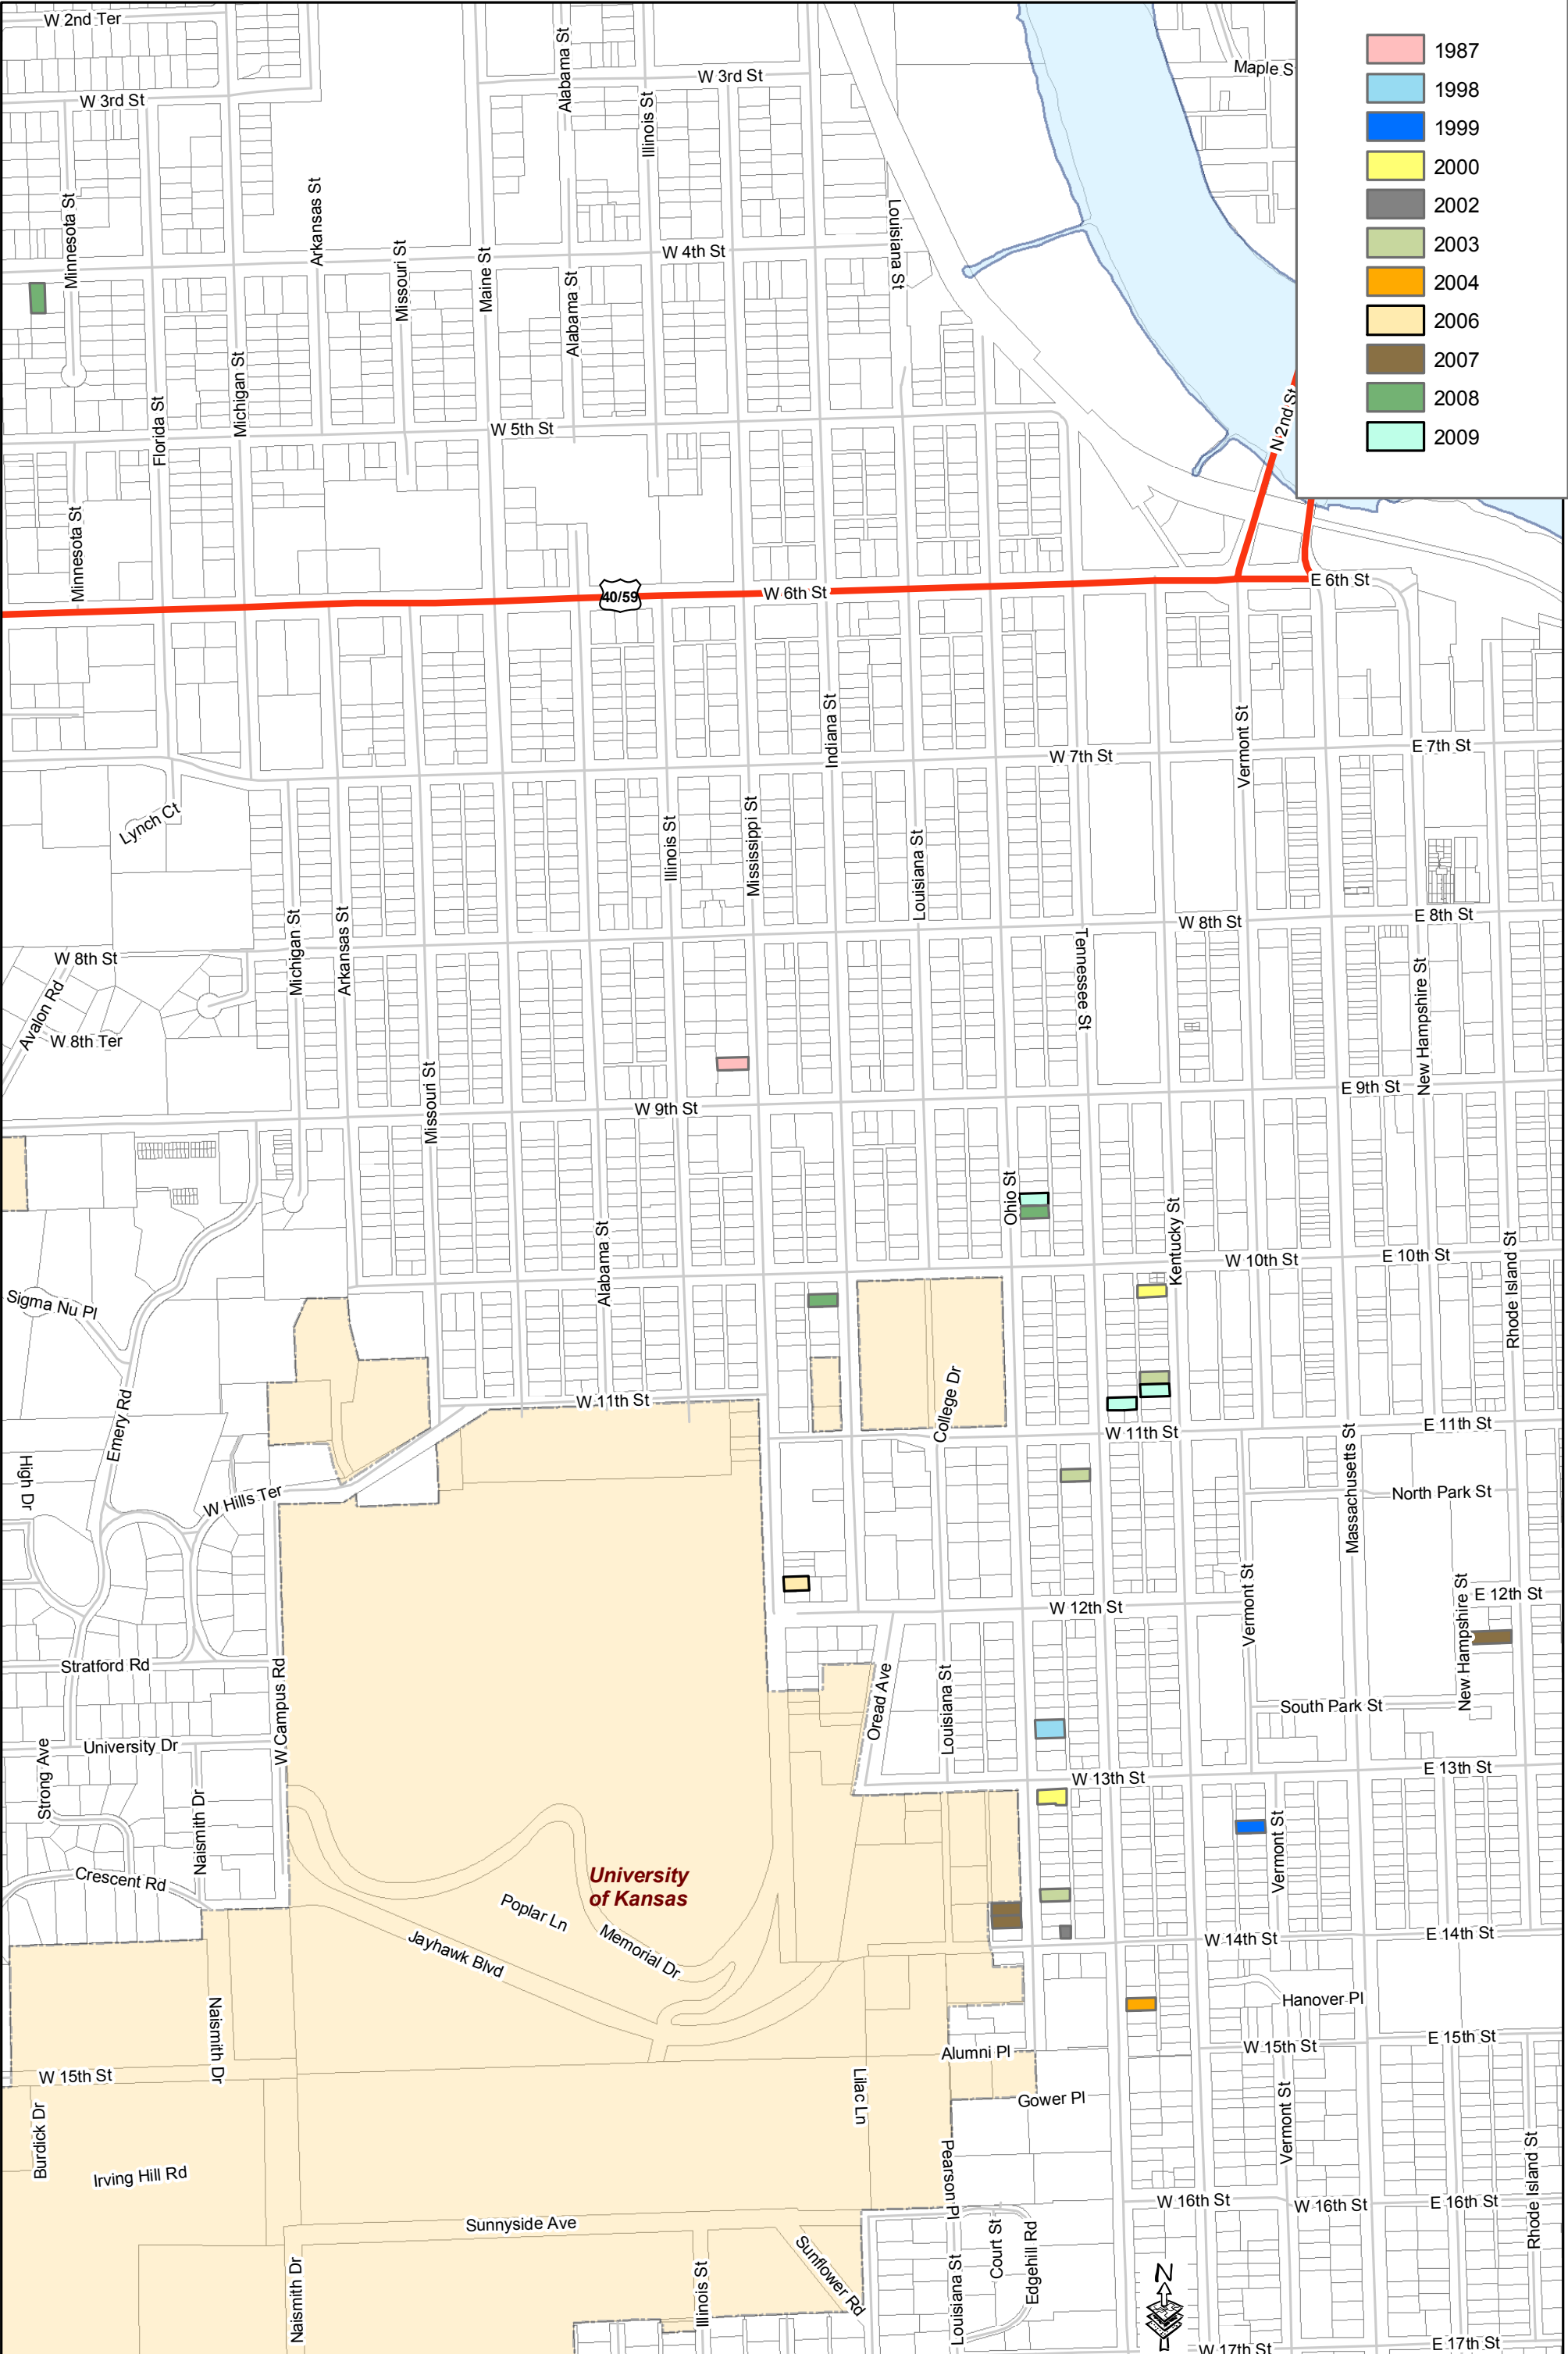 W 2nd Ter
1987
1998
1999
2000
2002
2003
2004
2006
2007
2008
2009
Maple S
W 3rd St
W 3rd St
Alabama St
Illinois St
Minnesota St
Arkansas St
Missouri St
Maine St
Louisiana St
W 4th St
Alabama St
Michigan St
Florida St
W 5th St
N 2nd St
Minnesota St
40/59
W 6th St
E 6th St
Indiana St
Vermont St
W 7th St
E 7th St
Lynch Ct
Illinois St
Mississippi St
Louisiana St
W 8th St
E 8th St
Michigan St
Arkansas St
Tennessee St
New Hampshire St
W 8th St
Avalon Rd
W 8th Ter
Missouri St
W 9th St
E 9th St
Ohio St
Kentucky St
Alabama St
W 10th St
E 10th St
Rhode Island St
Sigma Nu Pl
Emery Rd
W 11th St
College Dr
W 11th St
E 11th St
Massachusetts St
High Dr
W Hills Ter
North Park St
Vermont St
New Hampshire St
E 12th St
W 12th St
Stratford Rd
W Campus Rd
Oread Ave
Louisiana St
South Park St
University Dr
Strong Ave
Naismith Dr
W 13th St
E 13th St
Vermont St
Crescent Rd
University
of Kansas
Poplar Ln
Memorial Dr
Jayhawk Blvd
W 14th St
E 14th St
Naismith Dr
Hanover Pl
W 15th St
E 15th St
Alumni Pl
W 15th St
Burdick Dr
Lilac Ln
Gower Pl
Vermont St
Irving Hill Rd
Pearson Pl
Rhode Island St
W 16th St
W 16th St
E 16th St
Sunnyside Ave
Naismith Dr
Illinois St
Sunflower Rd
Louisiana St
Court St
Edgehill Rd
N
W 17th St
E 17th St